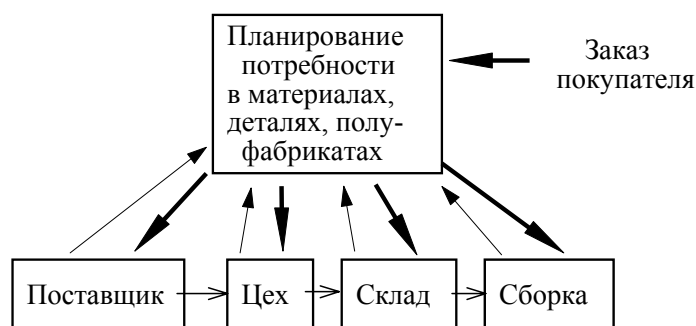 Планирование
потребности
в материалах,
деталях, полу-
фабрикатах
Заказ
покупателя
Поставщик
Цех
Склад
Сборка